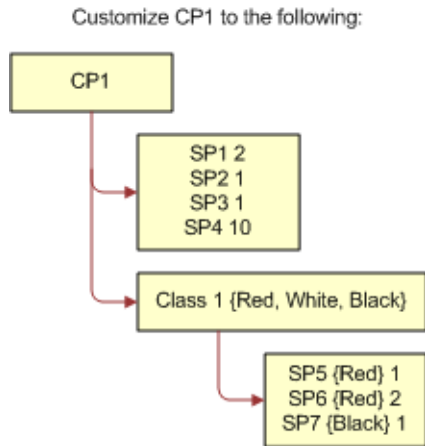 Customize CP1 to the following:
CP1
SP1 2
SP2 1
SP3 1
SP4 10
Class 1 {Red, White, Black}
SP5 {Red} 1
SP6 {Red} 2
SP7 {Black} 1